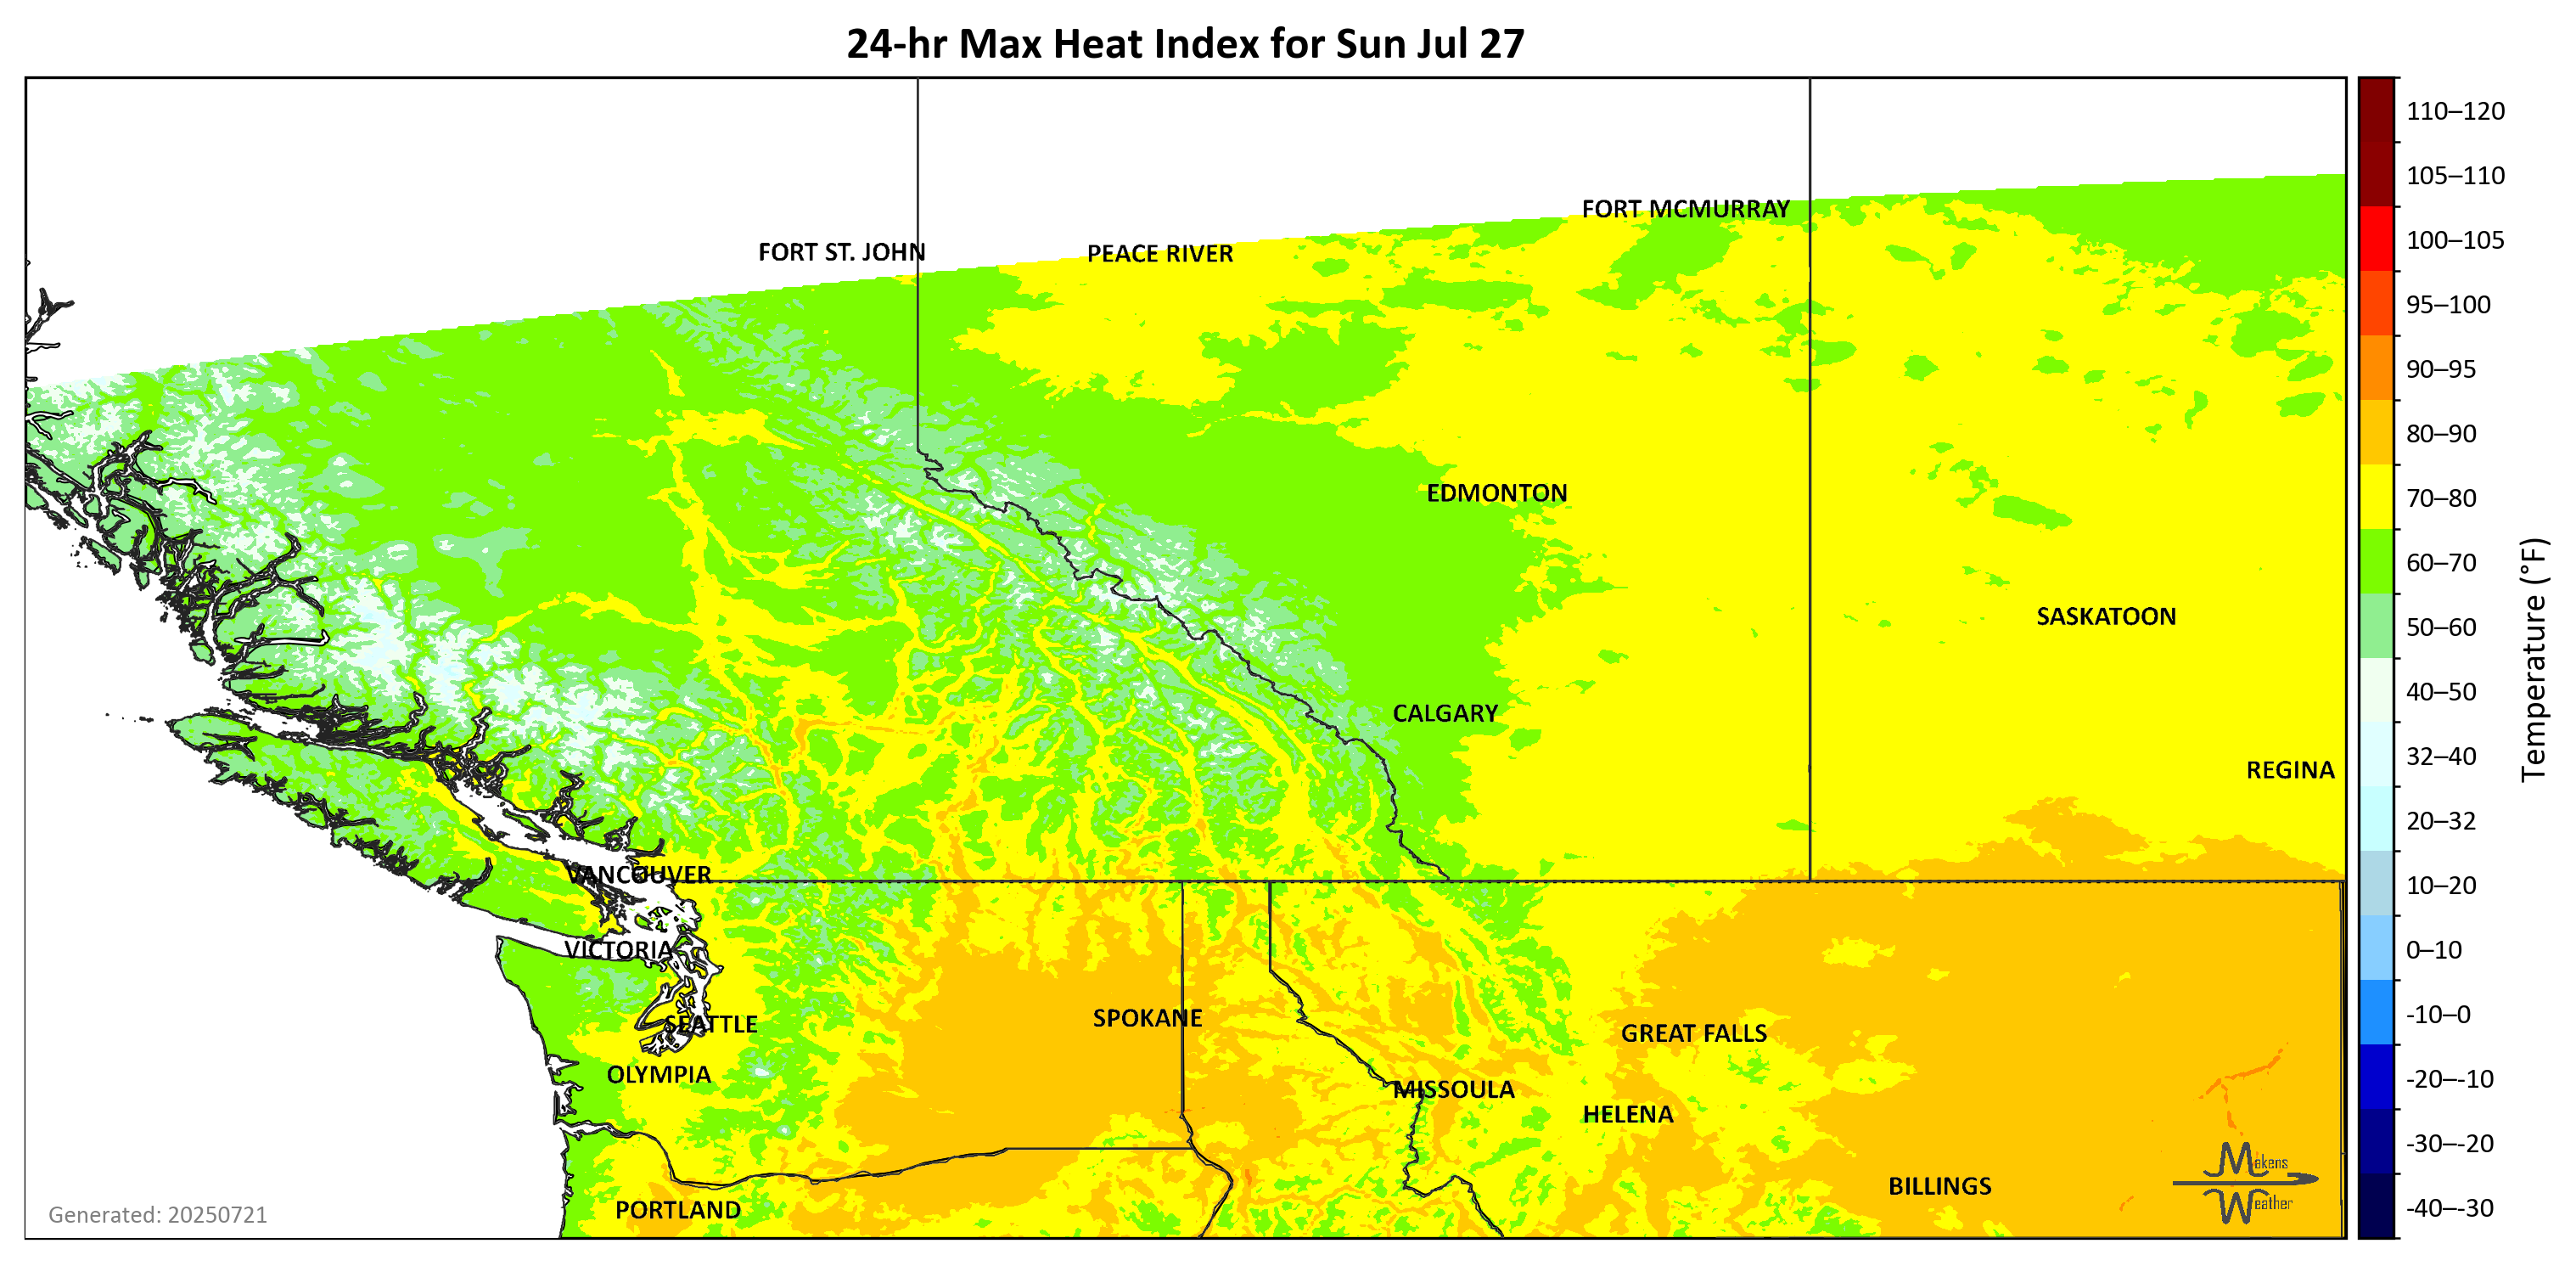 24-hr Max Heat Index for Sun Jul 27
FORT MCMURRAY
FORT ST. JOHN
PEACE RIVER
EDMONTON
SASKATOON
CALGARY
REGINA
VANCOUVER
VICTORIA
SEATTLE
SPOKANE
GREAT FALLS
OLYMPIA
MISSOULA
HELENA
BILLINGS
PORTLAND
Makens
Weather
Generated: 20250721
110–120
105–110
100–105
95–100
90–95
80–90
70–80
60–70
50–60
40–50
32–40
20–32
10–20
0–10
-10–0
-20–-10
-30–-20
-40–-30
Temperature (°F)